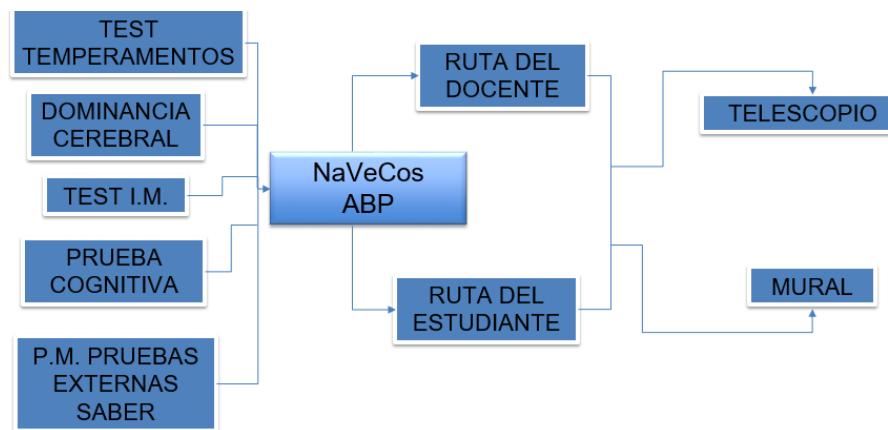 TEST
TEMPERAMENTOS
DOMINANCIA
CEREBRAL
TEST I.M.
PRUEBA
COGNITIVA
P.M. PRUEBAS
EXTERNAS
SABER
NaVeCos
ABP
RUTA DEL
DOCENTE
RUTA DEL
ESTUDIANTE
TELESCOPIO
MURAL